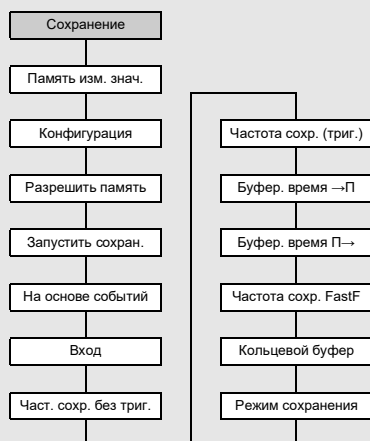 Сохранение
Память изм. знач.
Конфигурация
Разрешить память
Запустить сохран.
На основе событий
Вход
Част. сохр. без триг.
Частота сохр. (триг.)
Буфер. время →П
Буфер. время П→
Частота сохр. FastF
Кольцевой буфер
Режим сохранения